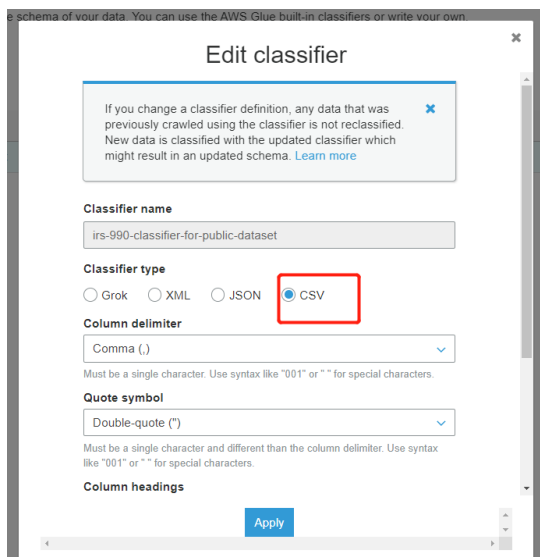 e schema of your data. You can use the AWS Glue built-in classifiers or write your own.
Edit classifier
If you change a classifier definition, any data that was
previously crawled using the classifier is not reclassified.
New data is classified with the updated classifier which
might result in an updated schema. Learn more
Classifier name
irs-990-classifier-for-public-dataset
Classifier type
Grok XML JSON CSV
Column delimiter
Comma (,)
Must be a single character. Use syntax like "001" or " " for special characters.
Quote symbol
Double-quote (")
Must be a single character and different than the column delimiter. Use syntax
like "001" or " " for special characters.
Column headings
Apply